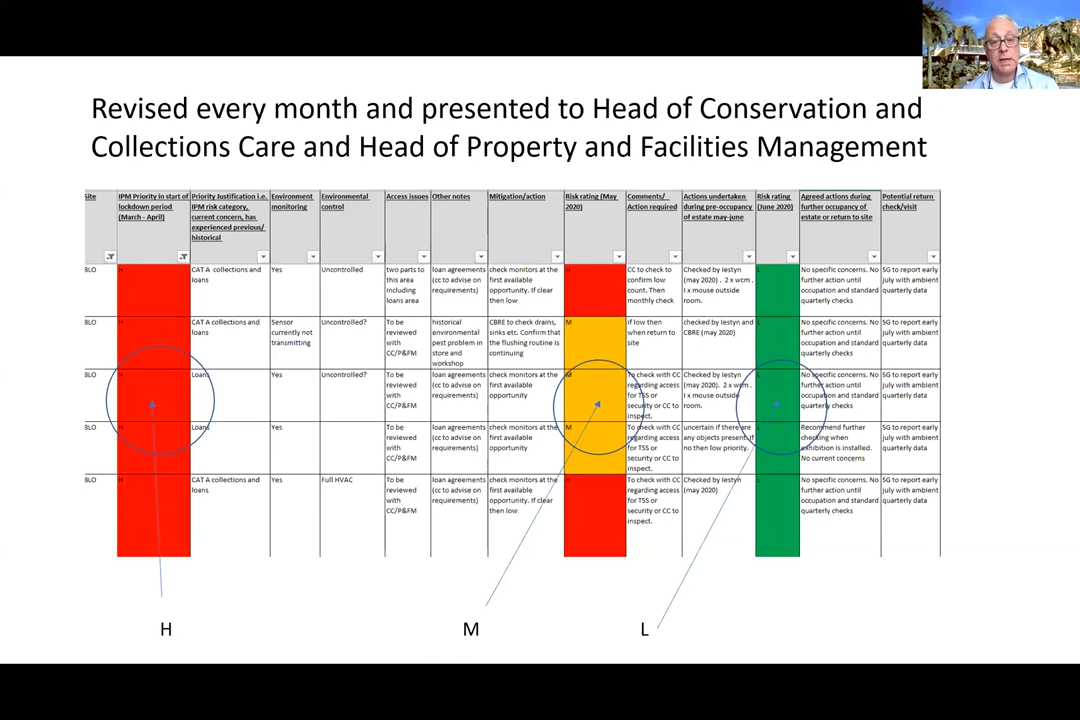 Revised every month and presented to Head of Conservation and
Collections Care and Head of Property and Facilities Management
Site
IPM Priority in start of
lockdown period
(March - April)
Priority Justification i.e.
IPM risk category,
current concern, has
experienced previous/
historical
Environment
monitoring
Environmental
control
Access issues
Other notes
Mitigation/action
Risk rating (May
2020)
Comments/
Action required
Actions undertaken
during pre-occupancy
of estate may-june
Risk rating
(June 2020)
Agreed actions during
further occupancy of
estate or return to site
Potential return
check/visit
BLO
H
CAT A collections and
loans
Yes
Uncontrolled
two parts to
this area
including
loans area
loan agreements
(cc to advise on
requirements)
check monitors at the
first available
opportunity. If clear
then low
H
CC to check to
confirm low
count. Then
monthly check
Checked by Iestyn
(may 2020) . 2 x wcm .
I x mouse outside
room.
L
No specific concerns. No
further action until
occupation and standard
quarterly checks
SG to report early
july with ambient
quarterly data
BLO
H
CAT A collections and
loans
Sensor
currently not
transmitting
Uncontrolled?
To be
reviewed
with
CC/P&FM
historical
environmental
pest problem in
store and
workshop
CBRE to check drains,
sinks etc. Confirm that
the flushing routine is
continuing
M
if low then
when return to
site
checked by Iestyn and
CBRE (may 2020)
L
No specific concerns. No
further action until
occupation and standard
quarterly checks
SG to report early
july with ambient
quarterly data
BLO
H
Loans
Yes
Uncontrolled?
To be
reviewed
with
CC/P&FM
loan agreements
(cc to advise on
requirements)
check monitors at the
first available
opportunity
M
To check with CC
regarding access
for TSS or
security or CC to
inspect.
Checked by Iestyn
(may 2020). 2 x wcm .
I x mouse outside
room.
L
No specific concerns. No
further action until
occupation and standard
quarterly checks
SG to report early
july with ambient
quarterly data
BLO
H
Loans
Yes
To be
reviewed
with
CC/P&FM
loan agreements
(cc to advise on
requirements)
check monitors at the
first available
opportunity
M
To check with CC
regarding access
for TSS or
security or CC to
inspect.
uncertain if there are
any objects present. If
no then low priority.
L
Recommend further
checking when
exhibition is installed.
No current concerns
SG to report early
july with ambient
quarterly data
BLO
H
CAT A collections and
loans
Yes
Full HVAC
To be
reviewed
with
CC/P&FM
loan agreements
(cc to advise on
requirements)
check monitors at the
first available
opportunity. If clear
then low
H
To check with CC
regarding access
for TSS or
security or CC to
inspect.
Checked by Iestyn
(may 2020)
L
No specific concerns. No
further action until
occupation and standard
quarterly checks
SG to report early
july with ambient
quarterly data
H
M
L